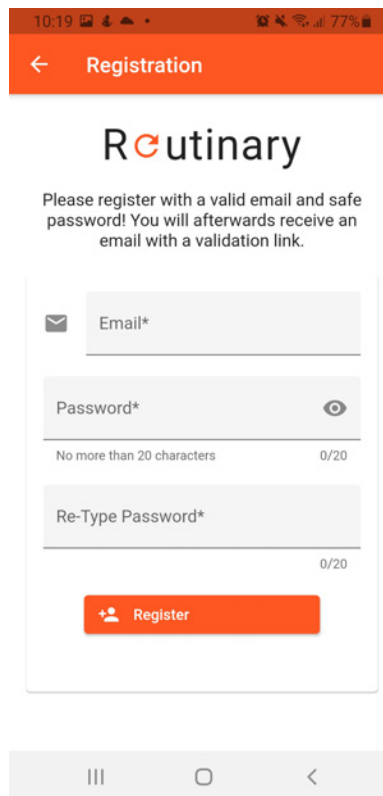 10:19 77%
Registration
Routinary
Please register with a valid email and safe
password! You will afterwards receive an
email with a validation link.
Email*
Password*
No more than 20 characters 0/20
Re-Type Password*
0/20
Register